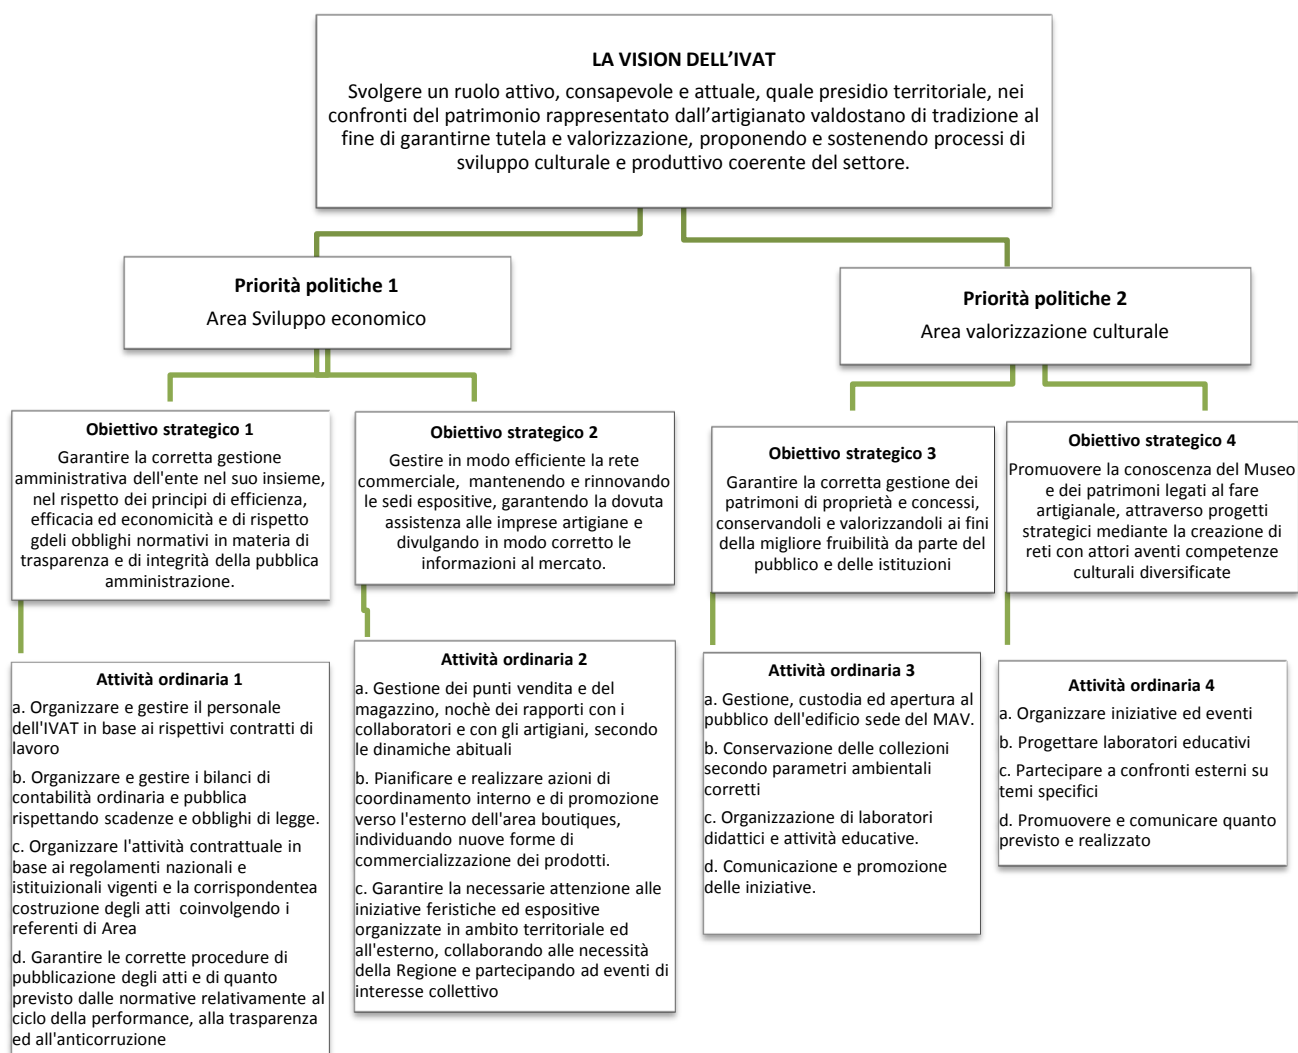 LA VISION DELL'IVAT
Svolgere un ruolo attivo, consapevole e attuale, quale presidio territoriale, nei
confronti del patrimonio rappresentato dall'artigianato valdostano di tradizione al
fine di garantirne tutela e valorizzazione, proponendo e sostenendo processi di
sviluppo culturale e produttivo coerente del settore.
Priorità politiche 1
Area Sviluppo economico
Priorità politiche 2
Area valorizzazione culturale
Obiettivo strategico 1
Garantire la corretta gestione
amministrativa dell'ente nel suo insieme,
nel rispetto dei principi di efficienza,
efficacia ed economicità e di rispetto
gdeli obblighi normativi in materia di
trasparenza e di integrità della pubblica
amministrazione.
Obiettivo strategico 2
Gestire in modo efficiente la rete
commerciale, mantenendo e rinnovando
le sedi espositive, garantendo la dovuta
assistenza alle imprese artigiane e
divulgando in modo corretto le
informazioni al mercato.
Obiettivo strategico 3
Garantire la corretta gestione dei
patrimoni di proprietà e concessi,
conservandoli e valorizzandoli ai fini
della migliore fruibilità da parte del
pubblico e delle istituzioni
Obiettivo strategico 4
Promuovere la conoscenza del Museo
e dei patrimoni legati al fare
artigianale, attraverso progetti
strategici mediante la creazione di
reti con attori aventi competenze
culturali diversificate
Attività ordinaria 1
a. Organizzare e gestire il personale
dell'IVAT in base ai rispettivi contratti di
lavoro
b. Organizzare e gestire i bilanci di
contabilità ordinaria e pubblica
rispettando scadenze e obblighi di legge.
c. Organizzare l'attività contrattuale in
base ai regolamenti nazionali e
istituizionali vigenti e la corrispondentea
costruzione degli atti coinvolgendo i
referenti di Area
d. Garantire le corrette procedure di
pubblicazione degli atti e di quanto
previsto dalle normative relativamente al
ciclo della performance, alla trasparenza
ed all'anticorruzione
Attività ordinaria 2
a. Gestione dei punti vendita e del
magazzino, nochè dei rapporti con i
collaboratori e con gli artigiani, secondo
le dinamiche abituali
b. Pianificare e realizzare azioni di
coordinamento interno e di promozione
verso l'esterno dell'area boutiques,
individuando nuove forme di
commercializzazione dei prodotti.
c. Garantire la necessarie attenzione alle
iniziative feristiche ed espositive
organizzate in ambito territoriale ed
all'esterno, collaborando alle necessità
della Regione e partecipando ad eventi di
interesse collettivo
Attività ordinaria 3
a. Gestione, custodia ed apertura al
pubblico dell'edificio sede del MAV.
b. Conservazione delle collezioni
secondo parametri ambientali
corretti
c. Organizzazione di laboratori
didattici e attività educative.
d. Comunicazione e promozione
delle iniziative.
Attività ordinaria 4
a. Organizzare iniziative ed eventi
b. Progettare laboratori educativi
c. Partecipare a confronti esterni su
temi specifici
d. Promuovere e comunicare quanto
previsto e realizzato